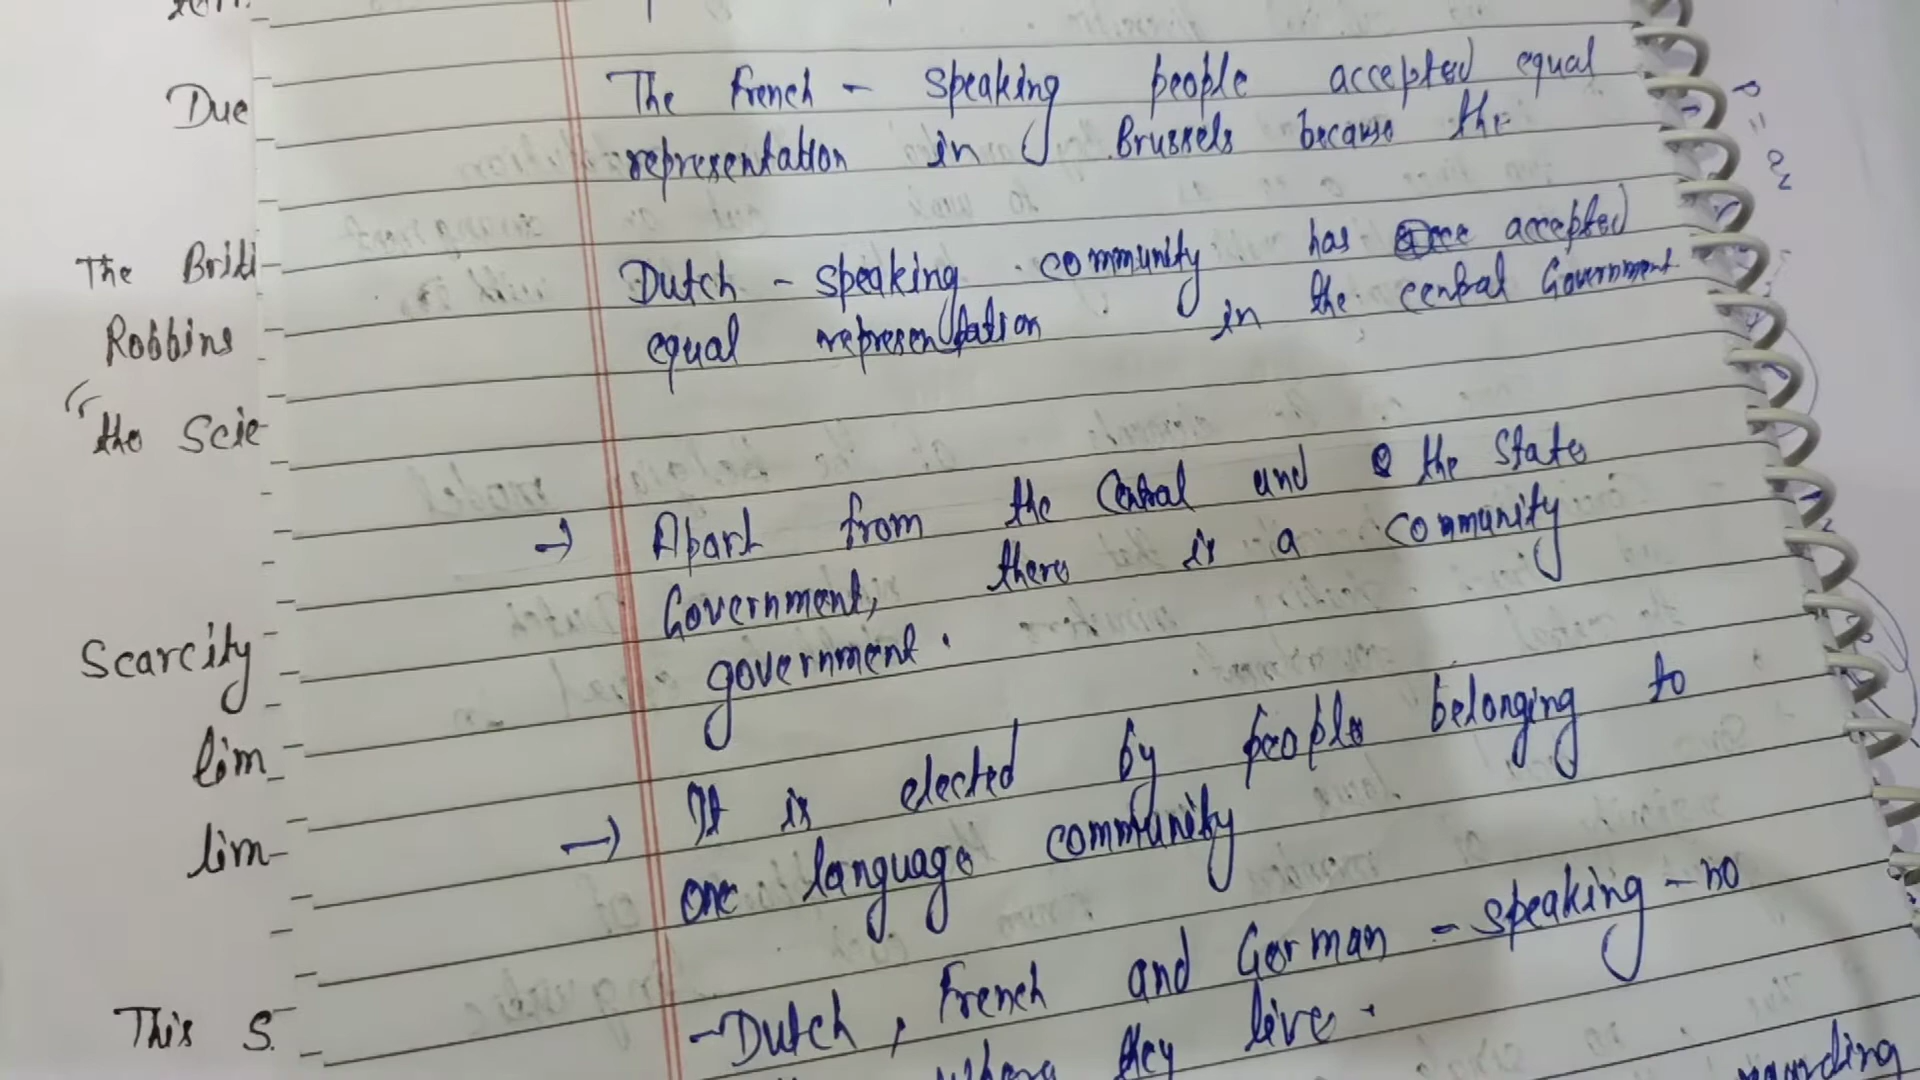 Due
The French - speaking people accepted equal
representation in Brussels because the
The Briti
Dutch - speaking community has accepted
Robbins
equal representation in the central Government
"the Scie
→ Apart from the Central and the State
Government, there is a community
Scarcity
government.
lim
→ It is elected by people belonging to
lim
one language community
- Dutch, French and German - speaking - no
This S
where they live.
regarding